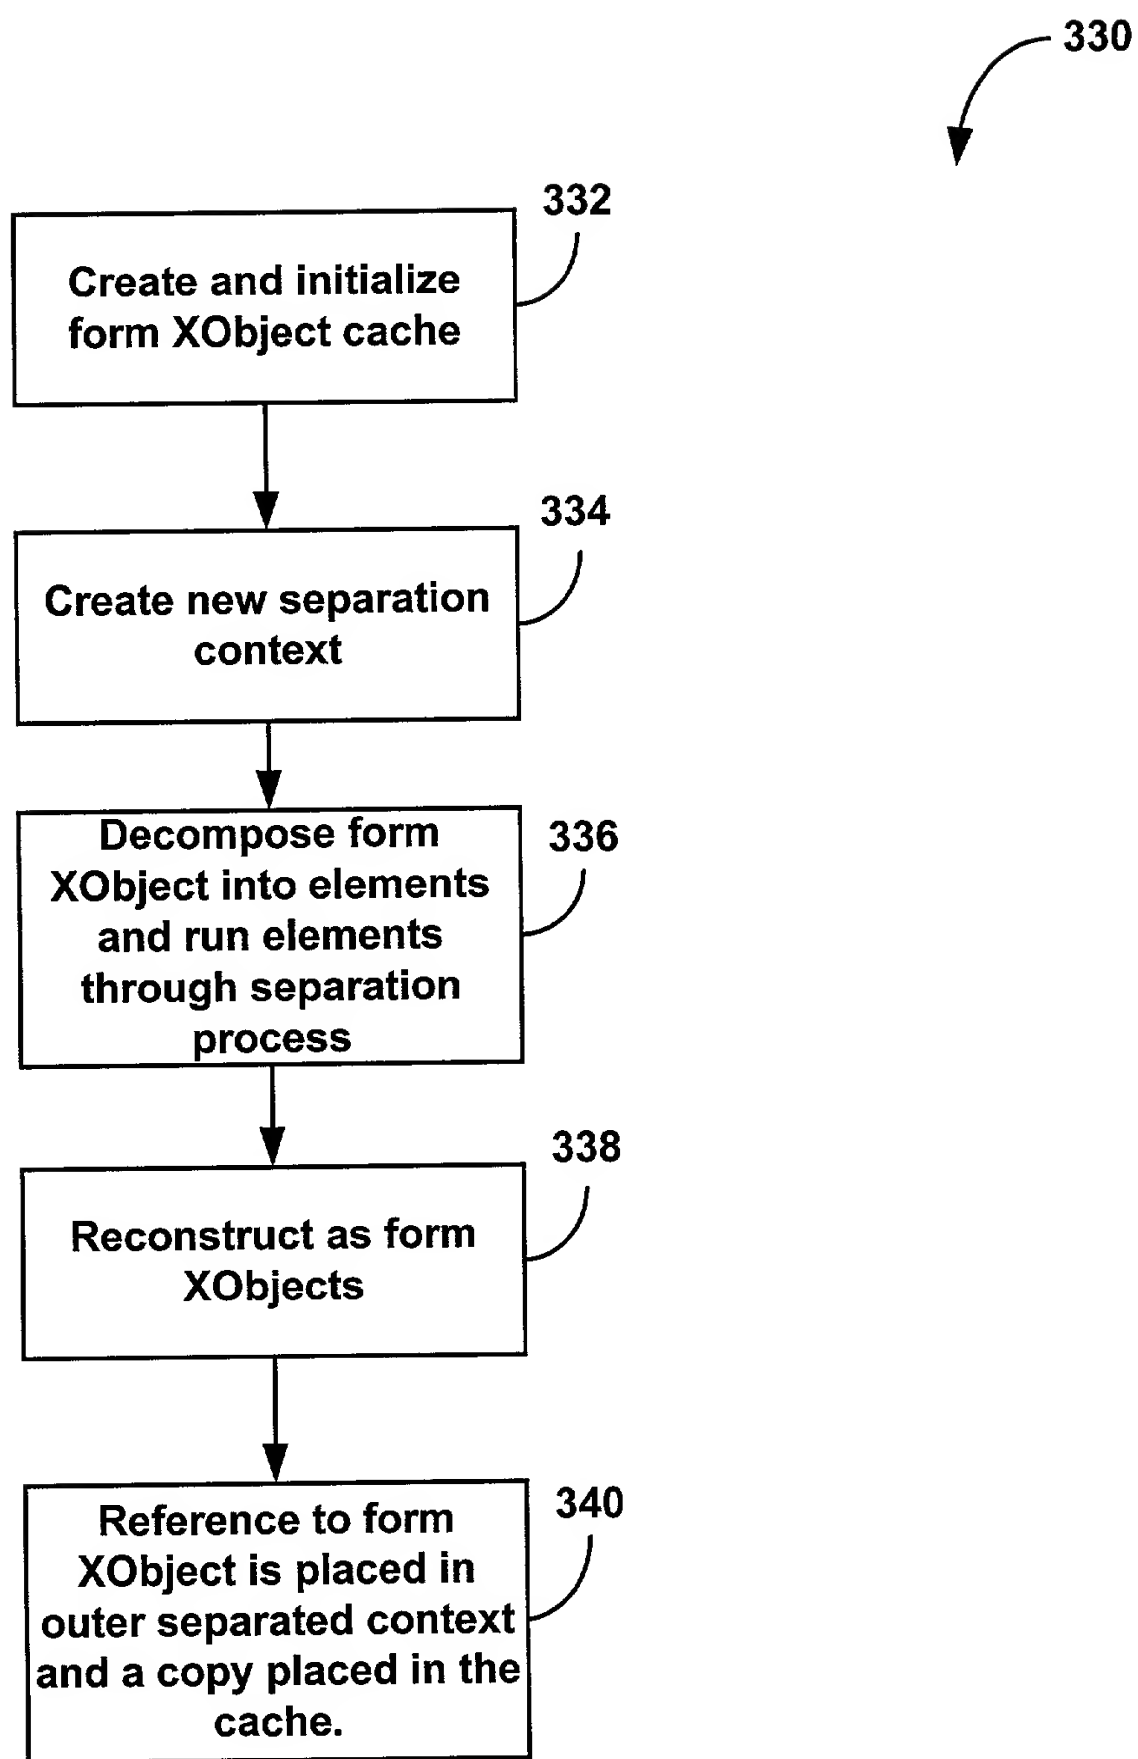 330
332
Create and initialize
form XObject cache
334
Create new separation
context
336
Decompose form
XObject into elements
and run elements
through separation
process
338
Reconstruct as form
XObjects
340
Reference to form
XObject is placed in
outer separated context
and a copy placed in the
cache.